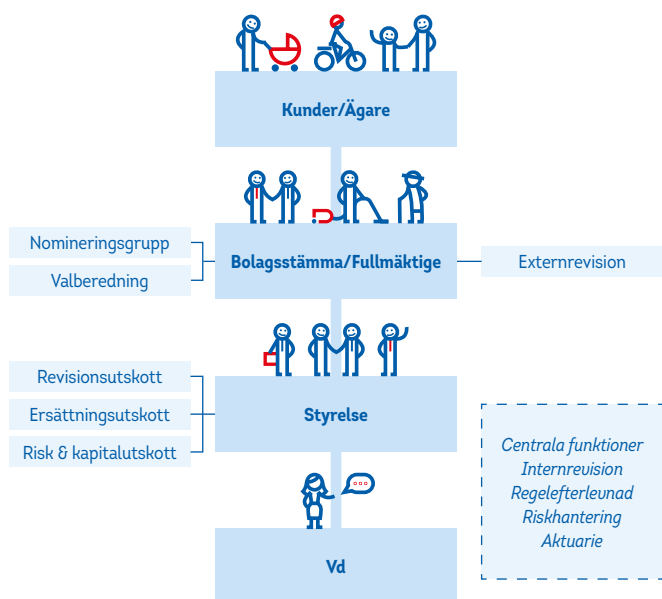 Kunder/Ägare
Nomineringsgrupp
Valberedning
Bolagsstämma/Fullmäktige
Externrevision
Revisionsutskott
Ersättningsutskott
Risk & kapitalutskott
Styrelse
Centrala funktioner
Internrevision
Regelefterlevnad
Riskhantering
Aktuarie
Vd